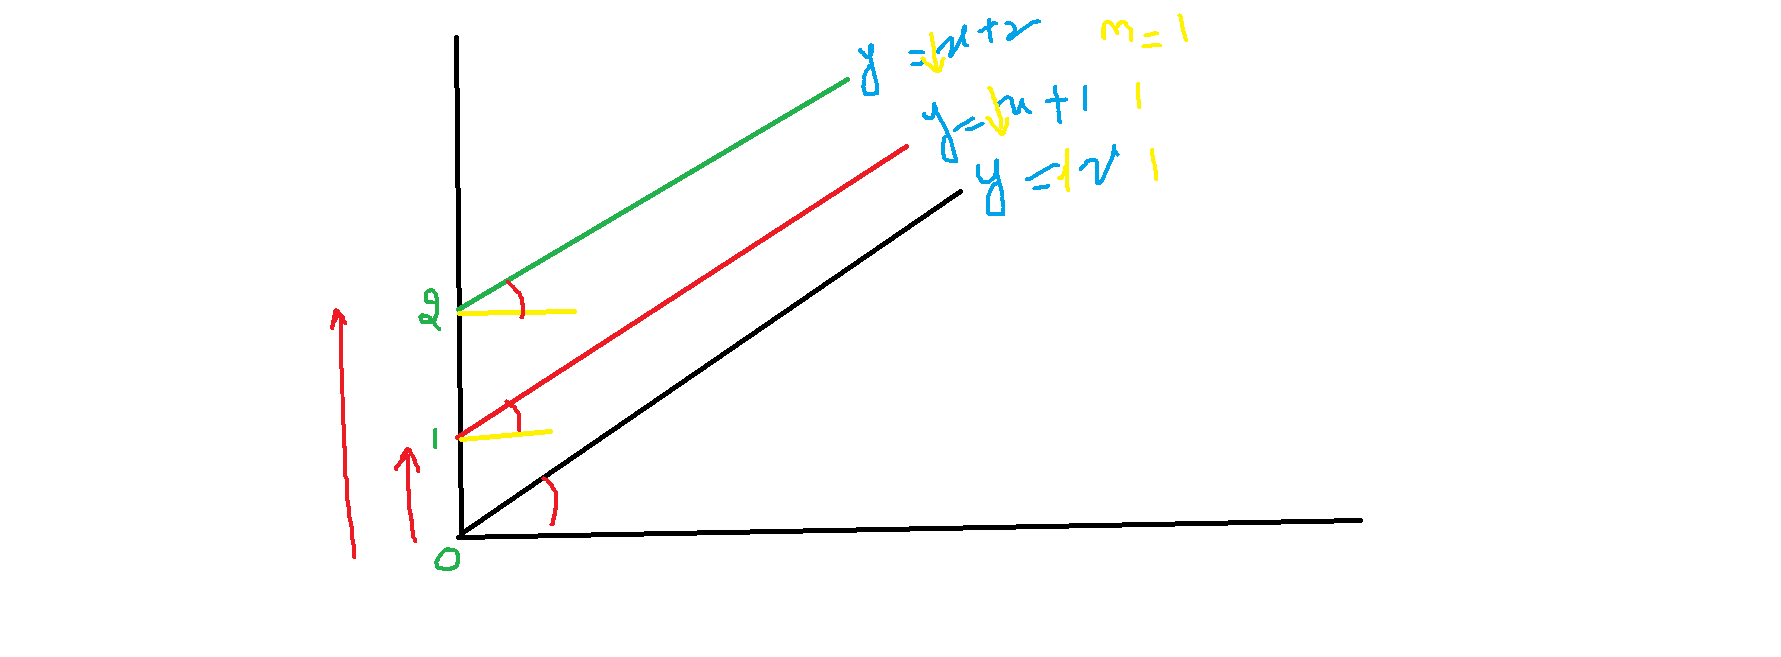 y = x+2 m = 1
y = x + 1 1
y = 1x 1
2
1
0